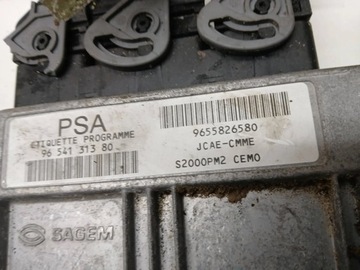 PSA
ETIQUETTE PROGRAMME
96 541 313 80
9655826580
JCAE-CMME
S2000PM2 CEMO
SAGEM